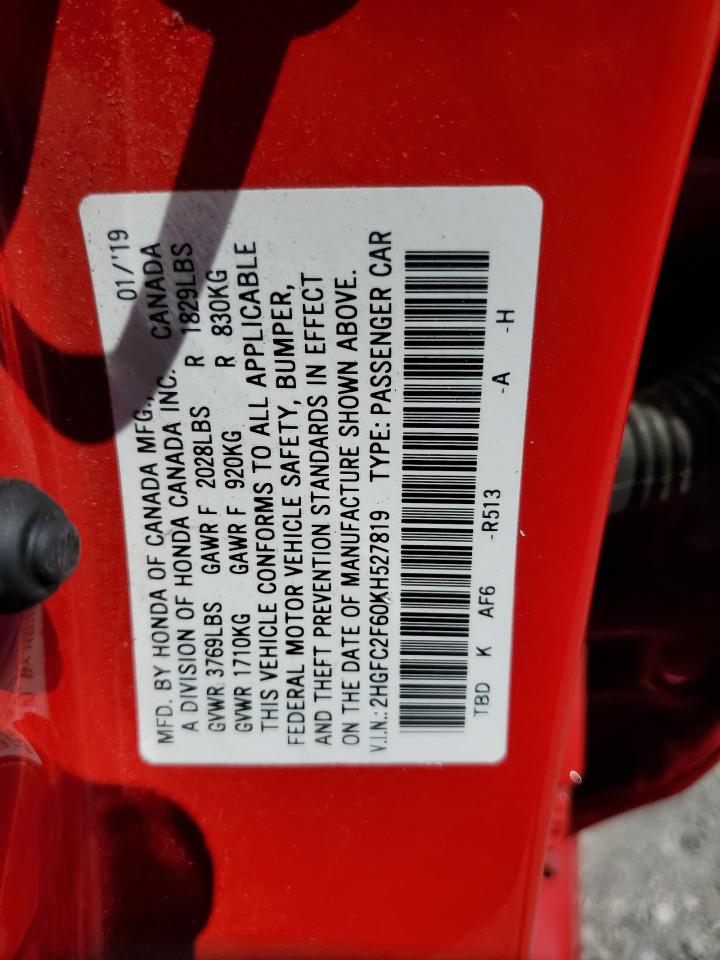 MFD. BY HONDA OF CANADA MFG., 01/'19
A DIVISION OF HONDA CANADA INC. CANADA
GVWR 3769LBS GAWR F 2028LBS R 1829LBS
GVWR 1710KG GAWR F 920KG R 830KG
THIS VEHICLE CONFORMS TO ALL APPLICABLE
FEDERAL MOTOR VEHICLE SAFETY, BUMPER,
AND THEFT PREVENTION STANDARDS IN EFFECT
ON THE DATE OF MANUFACTURE SHOWN ABOVE.
V.I.N.: 2HGFC2F60KH527819 TYPE: PASSENGER CAR
TBD K AF6 -R513 -A -H